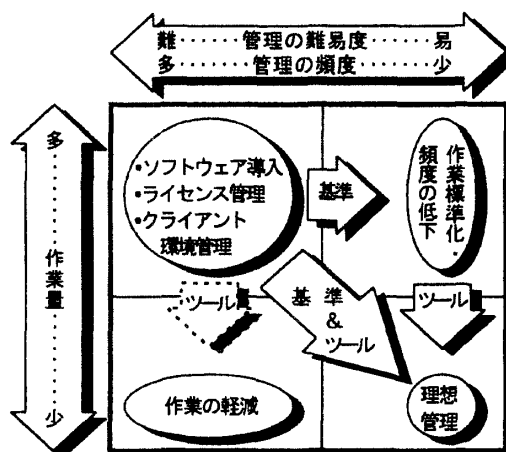 難‥‥‥管理の難易度‥‥易
多‥‥‥管理の頻度‥‥‥少
多‥‥‥作業量‥‥‥少
・ソフトウェア導入
・ライセンス管理
・クライアント
環境管理
基準
作業標準化・
頻度の低下
ツール
基準
&
ツール
ツール
作業の軽減
理想
管理